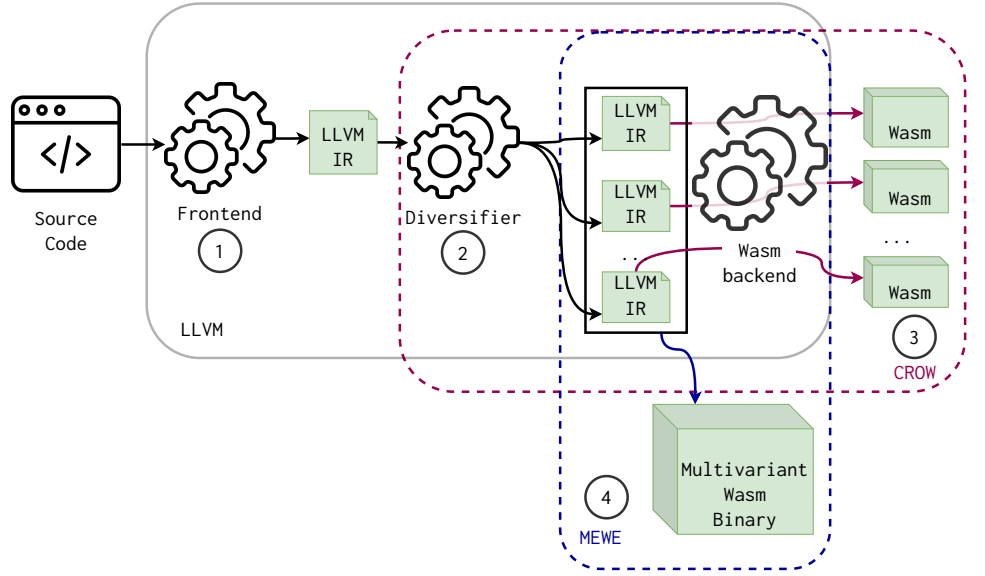 </>
Source
Code
Frontend
1
LLVM
IR
Diversifier
2
LLVM
IR
LLVM
IR
..
LLVM
IR
Wasm
backend
Wasm
Wasm
...
Wasm
3
CROW
LLVM
Multivariant
Wasm
Binary
4
MEWE